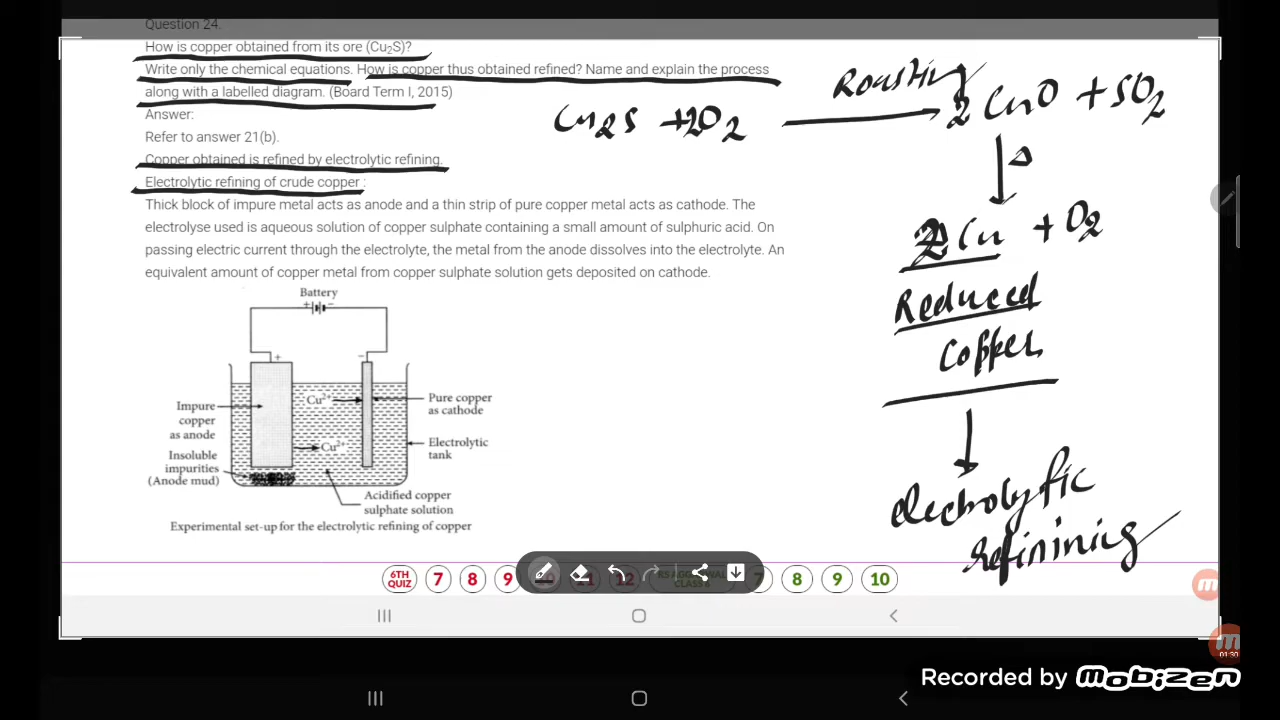 Question 24.
How is copper obtained from its ore (Cu₂S)?
Write only the chemical equations. How is copper thus obtained refined? Name and explain the process
along with a labelled diagram. (Board Term I, 2015)
Answer:
Refer to answer 21(b).
Copper obtained is refined by electrolytic refining.
Electrolytic refining of crude copper :
Thick block of impure metal acts as anode and a thin strip of pure copper metal acts as cathode. The
electrolyse used is aqueous solution of copper sulphate containing a small amount of sulphuric acid. On
passing electric current through the electrolyte, the metal from the anode dissolves into the electrolyte. An
equivalent amount of copper metal from copper sulphate solution gets deposited on cathode.
Battery
+ −
+ −
Cu²⁺
Cu²⁺
Impure
copper
as anode
Insoluble
impurities
(Anode mud)
Pure copper
as cathode
Electrolytic
tank
Acidified copper
sulphate solution
Experimental set-up for the electrolytic refining of copper
Roasting
Cu₂S + 2O₂ → 2CuO + SO₂
Δ
2Cu + O₂
Reduced
Copper
electrolytic
refinining
6TH
QUIZ
7 8 9 11 12
CLASS 6
7 8 9 10
01:30
Recorded by mobizen